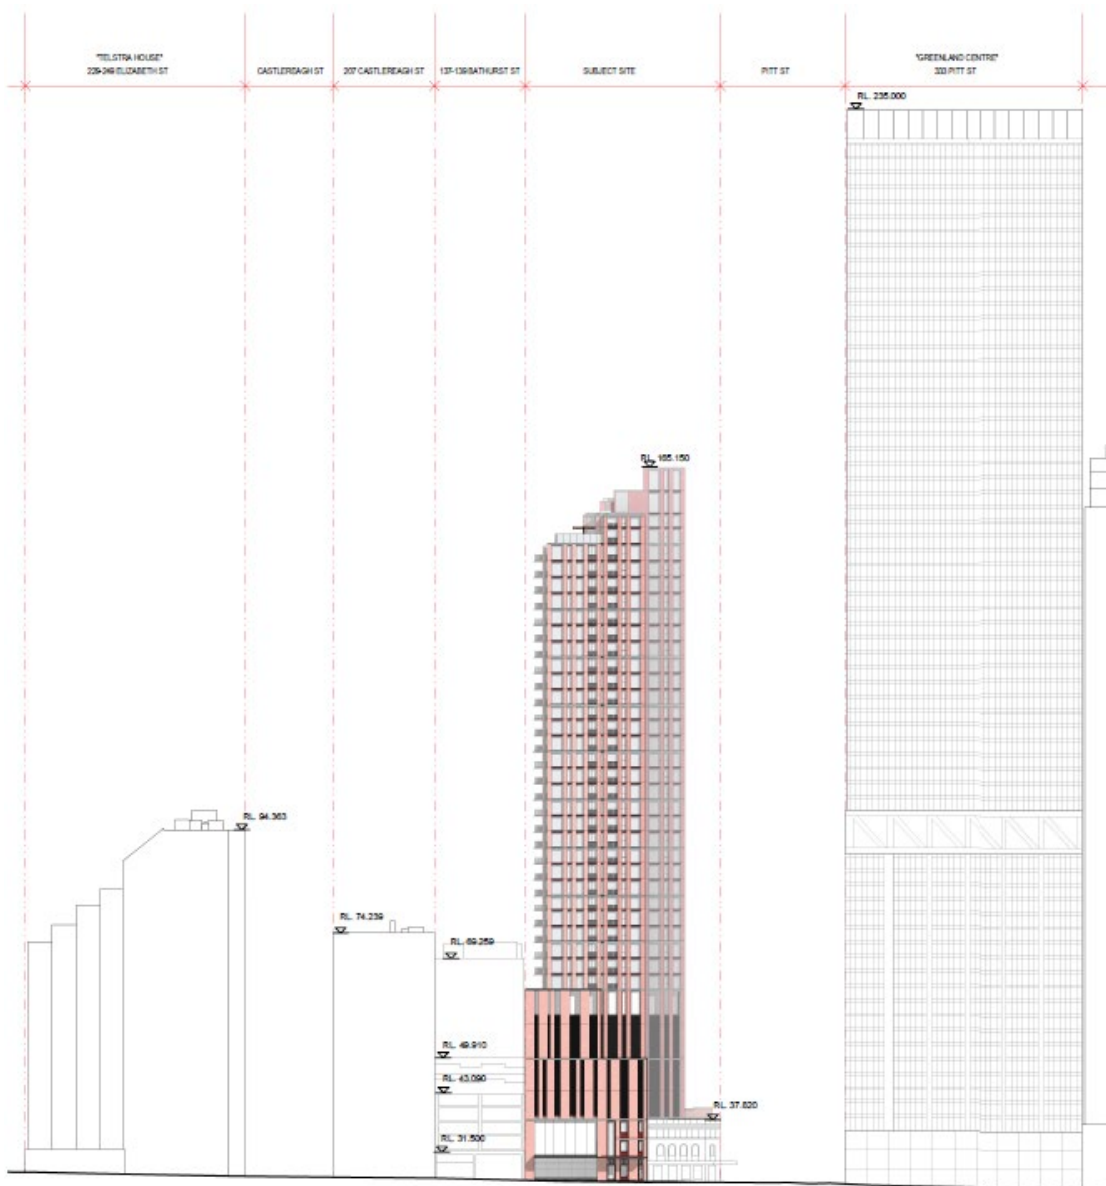 "TELSTRA HOUSE"
229-249 ELIZABETH ST
CASTLEREAGH ST
207 CASTLEREAGH ST
137-139 BATHURST ST
SUBJECT SITE
PITT ST
"GREENLAND CENTRE"
333 PITT ST
RL. 235.000
RL. 165.150
RL. 94.363
RL. 74.239
RL. 69.259
RL. 49.910
RL. 43.090
RL. 37.820
RL. 31.500